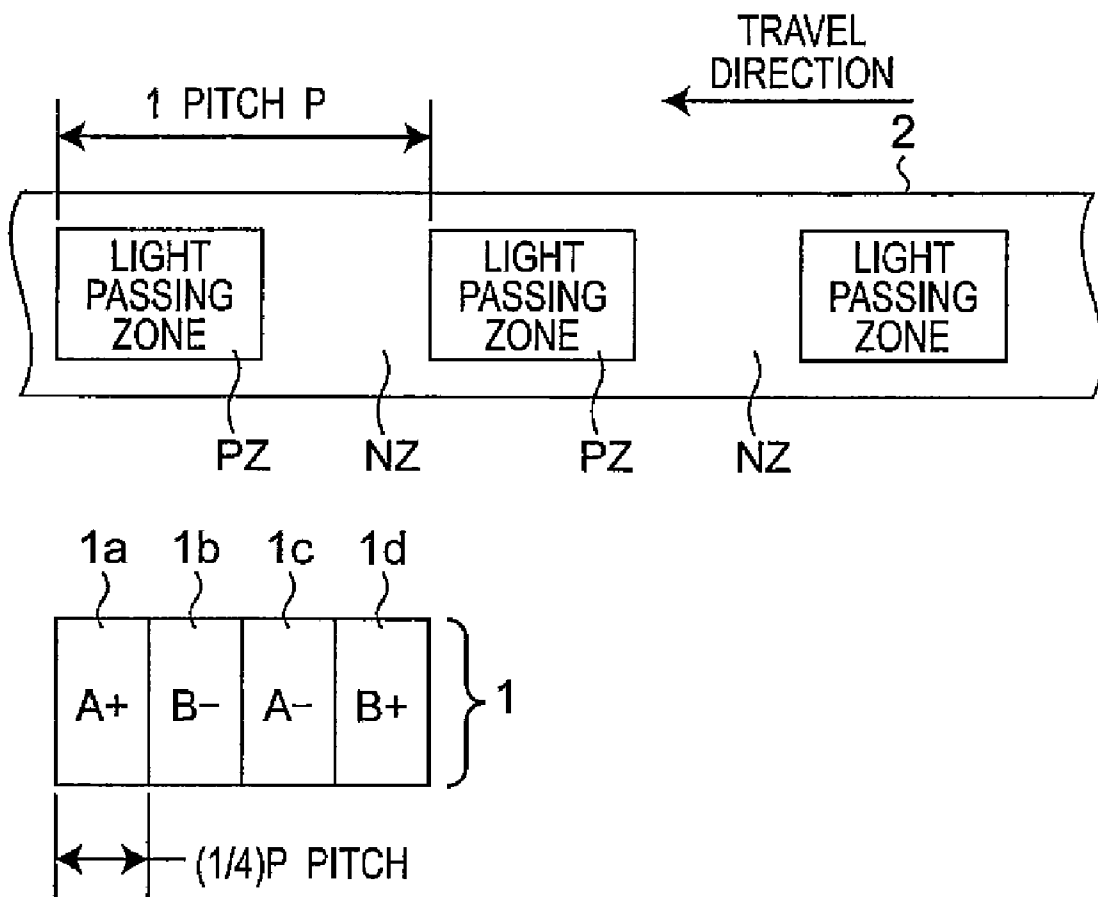 TRAVEL
DIRECTION
1 PITCH P
2
LIGHT
PASSING
ZONE
LIGHT
PASSING
ZONE
LIGHT
PASSING
ZONE
PZ
NZ
PZ
NZ
1a
1b
1c
1d
A+
B−
A−
B+
1
(1/4)P PITCH